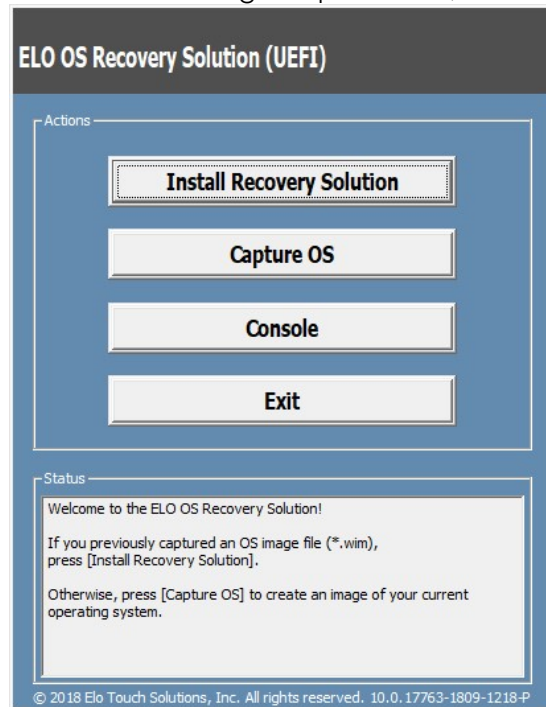 ELO OS Recovery Solution (UEFI)
Actions
Install Recovery Solution
Capture OS
Console
Exit
Status
Welcome to the ELO OS Recovery Solution!
If you previously captured an OS image file (*.wim),
press [Install Recovery Solution].
Otherwise, press [Capture OS] to create an image of your current
operating system.
© 2018 Elo Touch Solutions, Inc. All rights reserved. 10.0.17763-1809-1218-P